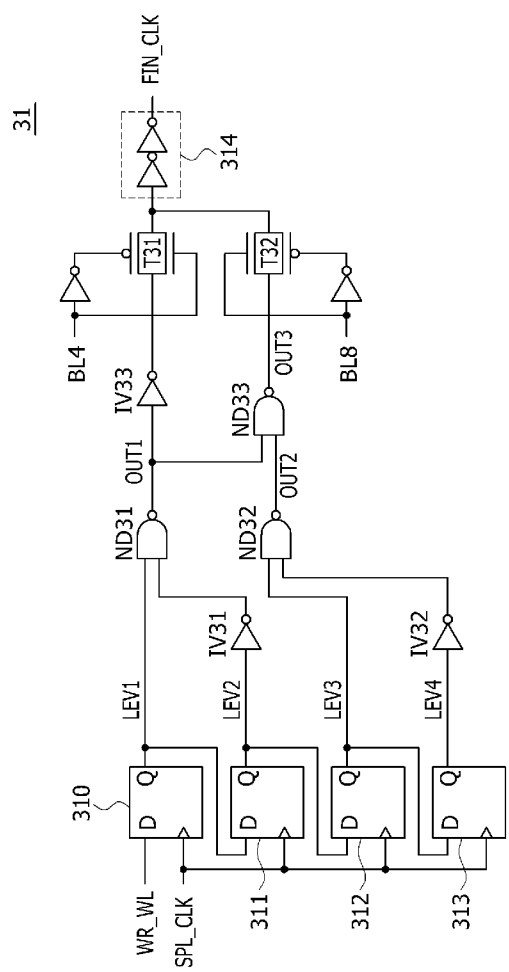 31
WR_WL
SPL_CLK
310
D
Q
LEV1
311
D
Q
LEV2
IV31
312
D
Q
LEV3
313
D
Q
LEV4
IV32
ND31
OUT1
ND32
OUT2
IV33
ND33
OUT3
BL4
T31
BL8
T32
314
FIN_CLK